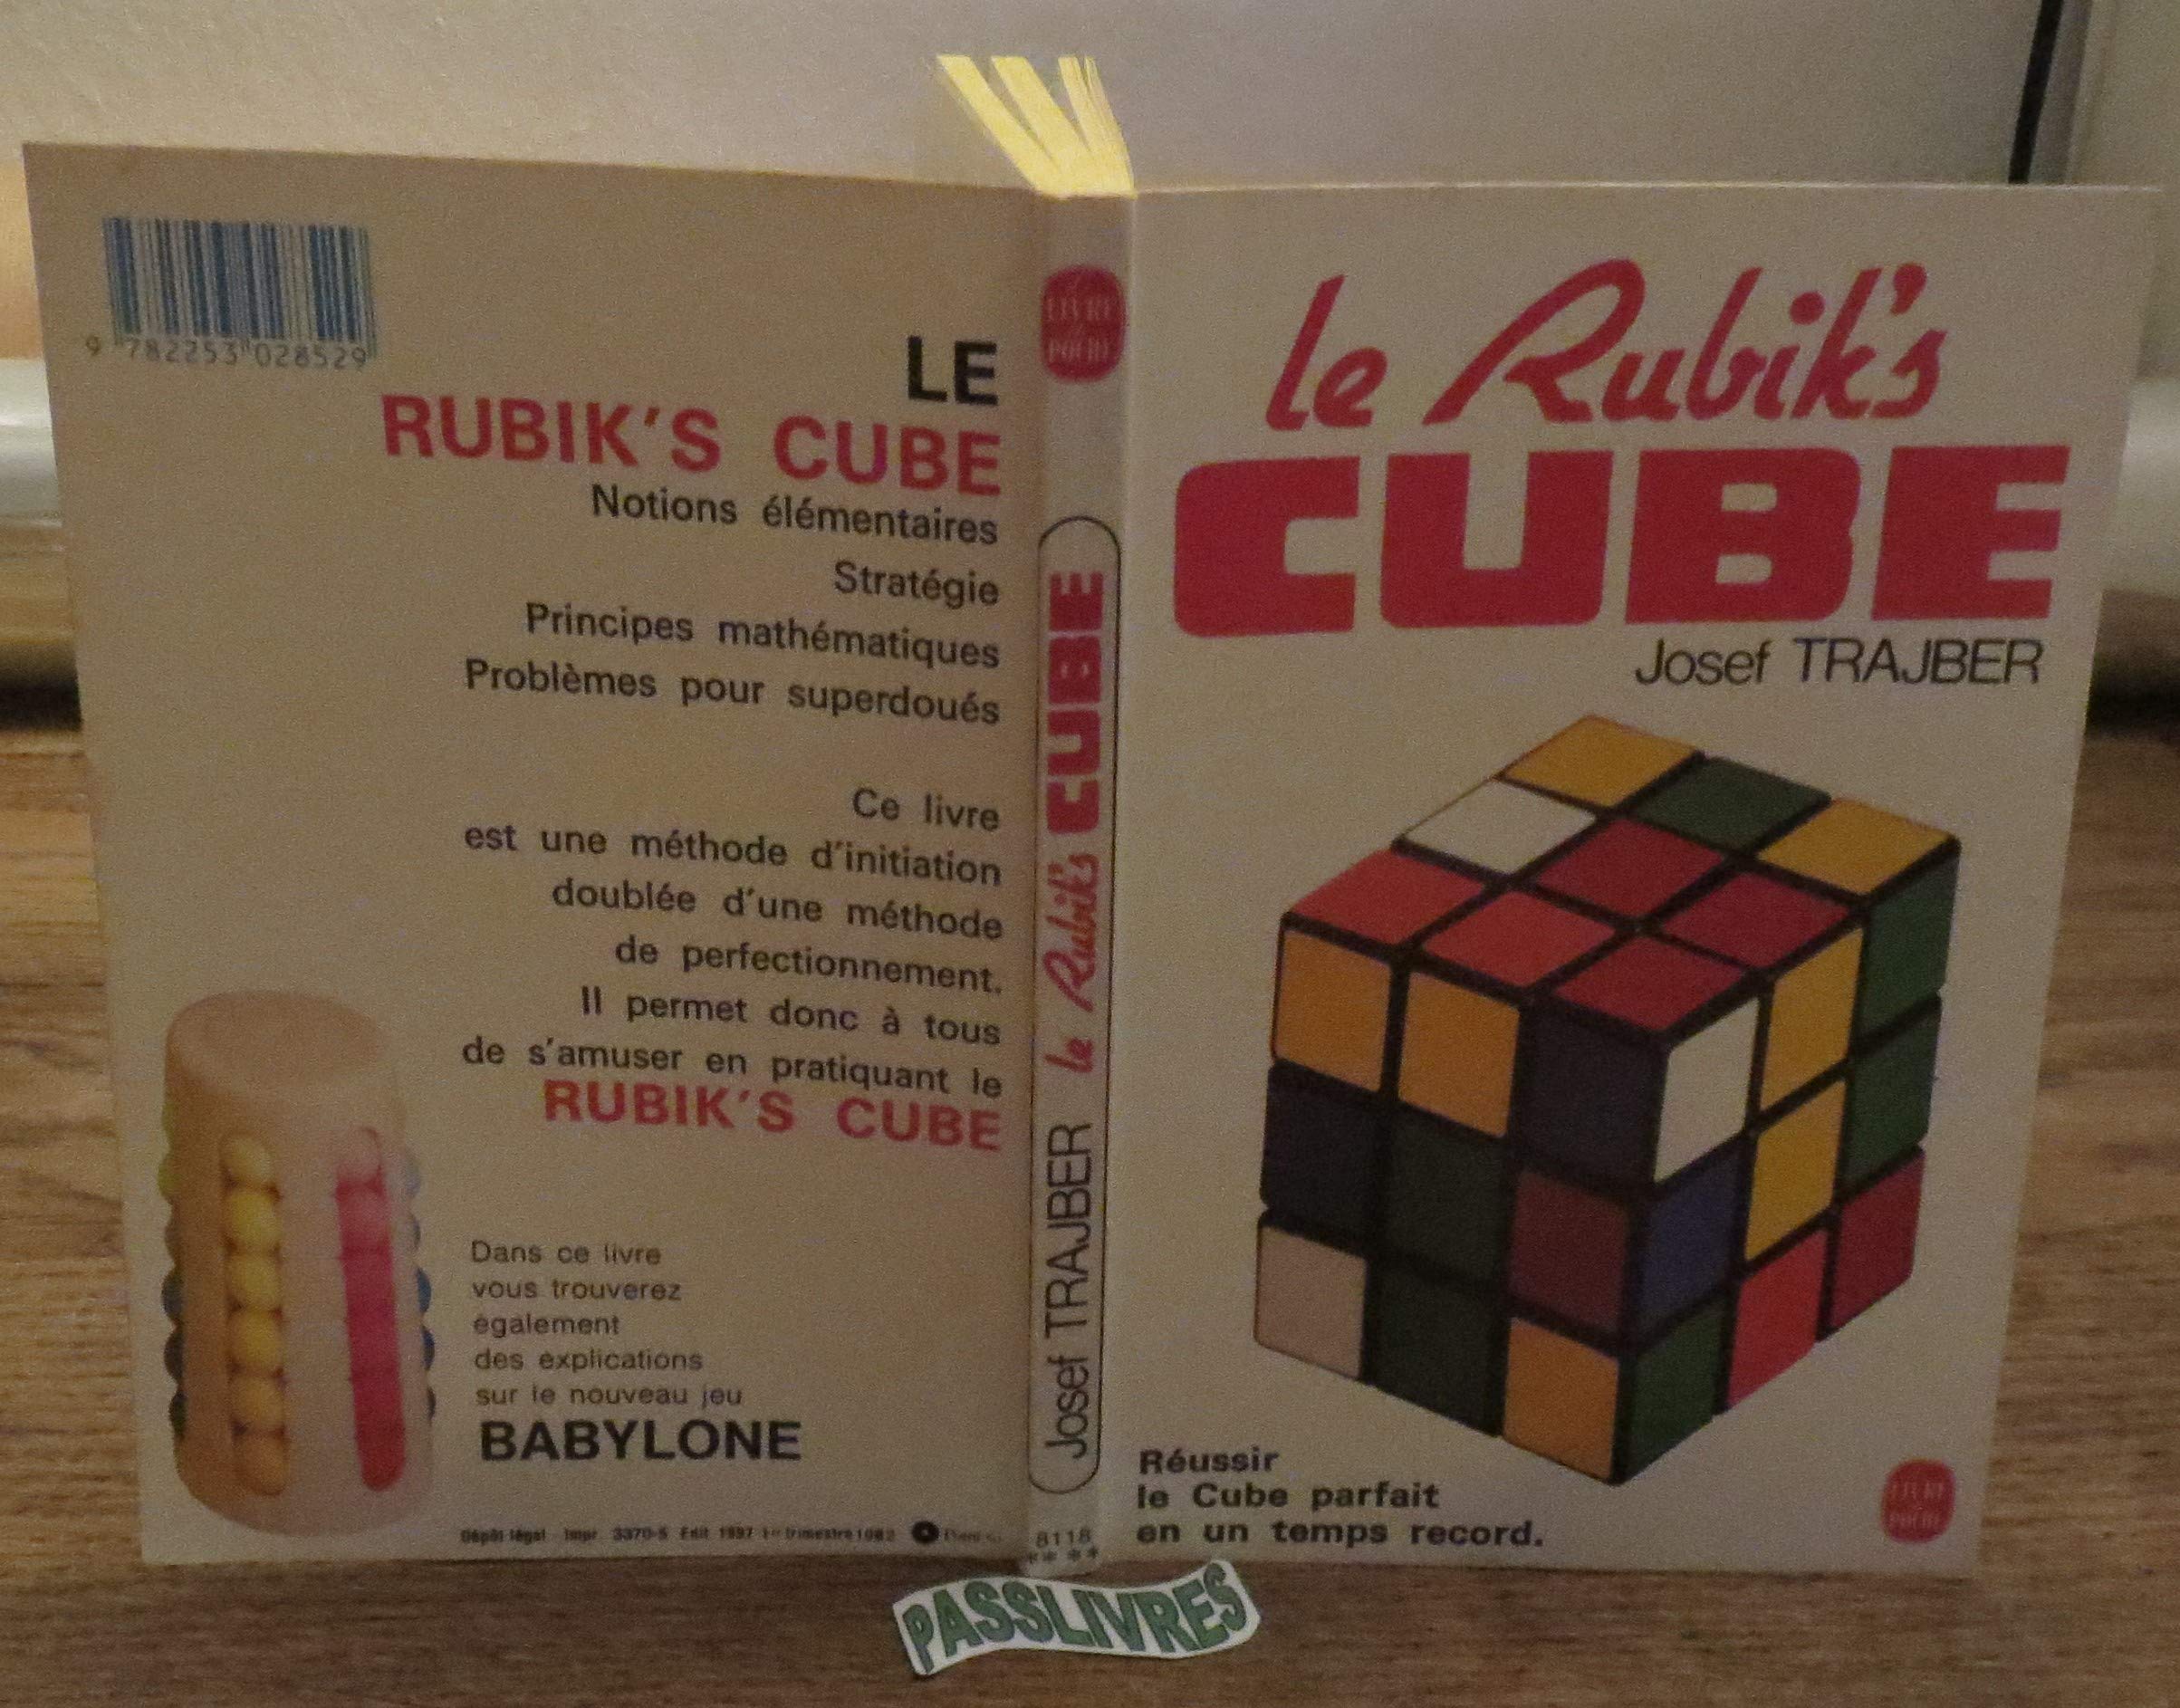 9 782253 028529
LE
RUBIK'S CUBE
Notions élémentaires
Stratégie
Principes mathématiques
Problèmes pour superdoués
Ce livre
est une méthode d'initiation
doublée d'une méthode
de perfectionnement.
Il permet donc à tous
de s'amuser en pratiquant le
RUBIK'S CUBE
Dans ce livre
vous trouverez
également
des explications
sur le nouveau jeu
BABYLONE
Dépôt légal Impr. 3370-5 Edit. 1997 1er trimestre 1982
LIVRE
POCHE
Josef TRAJBER le Rubik's CUBE
8118
** **
le Rubik's
CUBE
Josef TRAJBER
Réussir
le Cube parfait
en un temps record.
LIVRE
POCHE
PASSLIVRES